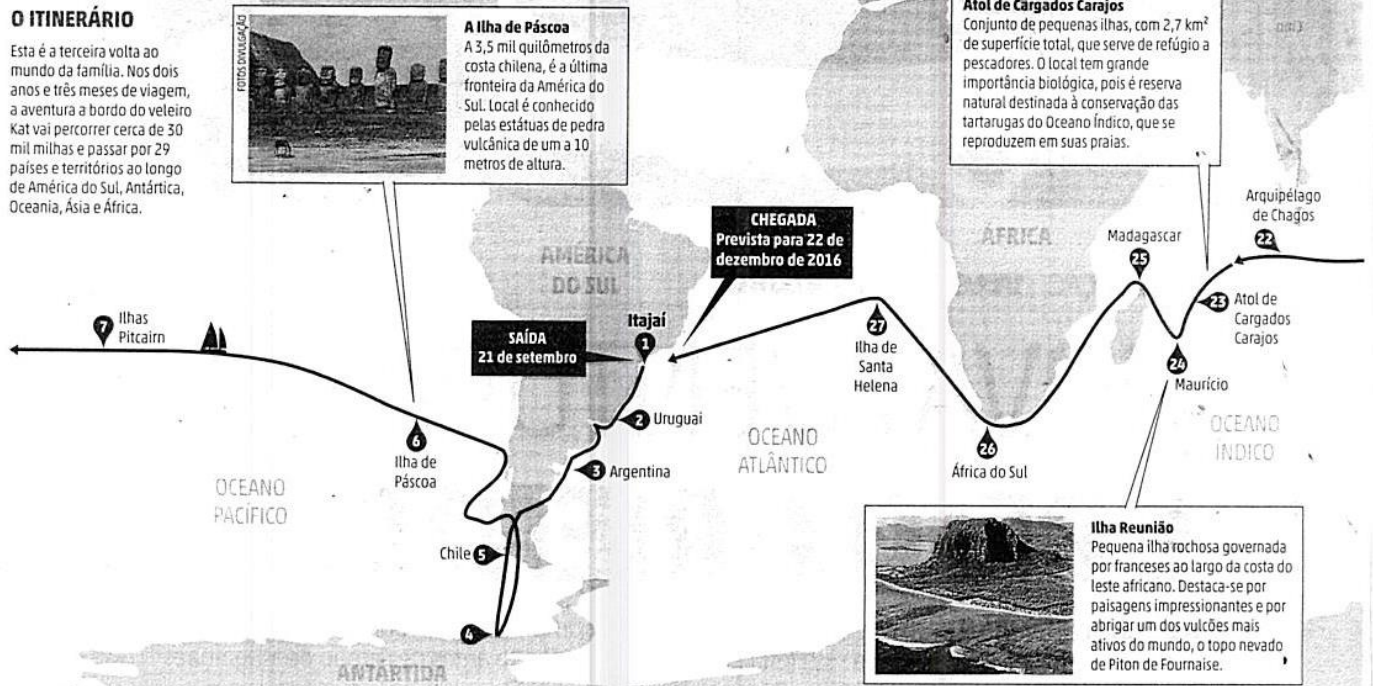 O ITINERÁRIO
Esta é a terceira volta ao
mundo da família. Nos dois
anos e três meses de viagem,
a aventura a bordo do veleiro
Kat vai percorrer cerca de 30
mil milhas e passar por 29
países e territórios ao longo
de América do Sul, Antártica,
Oceania, Ásia e África.
FOTOS DIVULGAÇÃO
A Ilha de Páscoa
A 3,5 mil quilômetros da
costa chilena, é a última
fronteira da América do
Sul. Local é conhecido
pelas estátuas de pedra
vulcânica de um a 10
metros de altura.
Atol de Cargados Carajos
Conjunto de pequenas ilhas, com 2,7 km²
de superfície total, que serve de refúgio a
pescadores. O local tem grande
importância biológica, pois é reserva
natural destinada à conservação das
tartarugas do Oceano Índico, que se
reproduzem em suas praias.
Arquipélago
de Chagos
22
CHEGADA
Prevista para 22 de
dezembro de 2016
AMÉRICA
DO SUL
ÁFRICA
Madagascar
25
23
Atol de
Cargados
Carajos
7
Ilhas
Pitcairn
SAÍDA
21 de setembro
Itajaí
1
27
Ilha de
Santa
Helena
24
Maurício
2
Uruguai
6
Ilha de
Páscoa
3
Argentina
OCEANO
ATLÂNTICO
26
África do Sul
OCEANO
ÍNDICO
OCEANO
PACÍFICO
Chile
5
4
ANTÁRTIDA
Ilha Reunião
Pequena ilha rochosa governada
por franceses ao largo da costa do
leste africano. Destaca-se por
paisagens impressionantes e por
abrigar um dos vulcões mais
ativos do mundo, o topo nevado
de Piton de Fournaise.